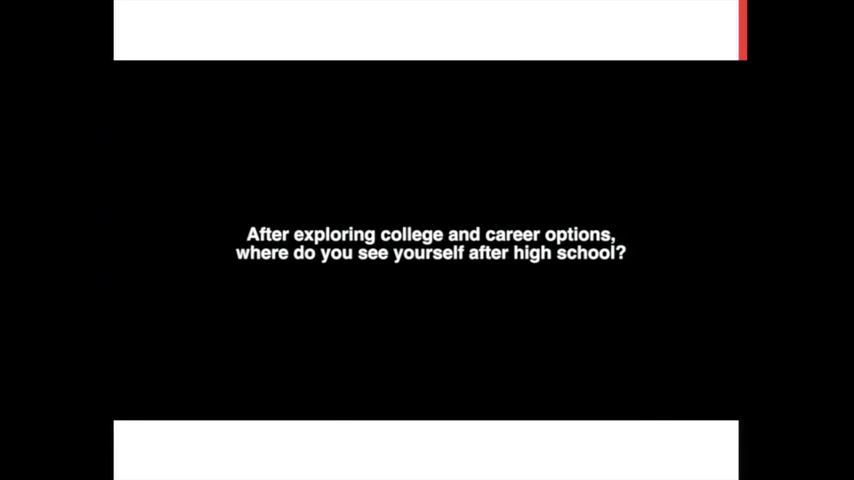 After exploring college and career options,
where do you see yourself after high school?